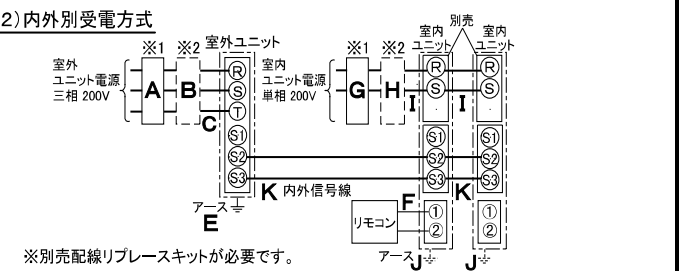 2)内外別受電方式
※1 ※2 室外ユニット
室外
ユニット電源
三相 200V
A B C
R
S
T
S1
S2
S3
アース
E
K 内外信号線
※1 ※2
室内
ユニット電源
単相 200V
G H I I
別売
室内
ユニット
室内
ユニット
R R
S S
S1 S1
S2 S2
S3 S3
K
F
リモコン
① ①
② ②
アース J J
※別売配線リプレースキットが必要です。